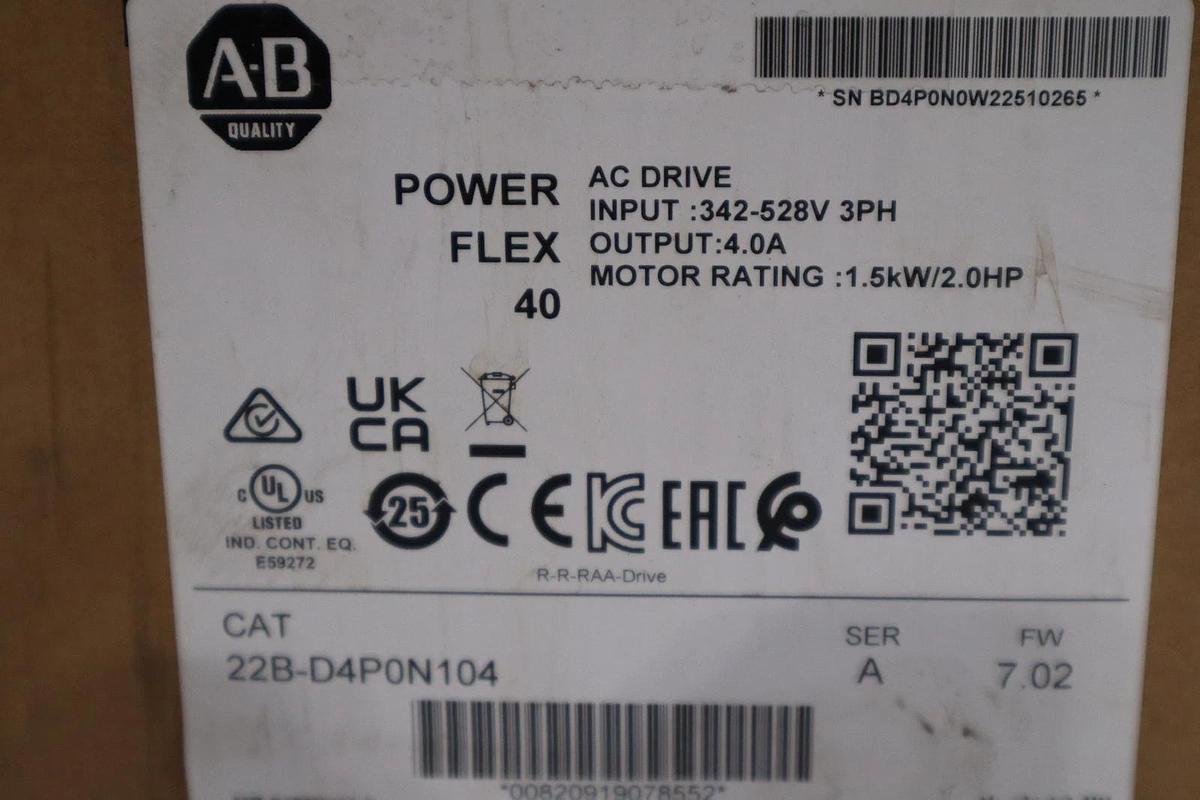 A-B
QUALITY
* SN BD4P0N0W22510265 *
POWER
FLEX
40
AC DRIVE
INPUT :342-528V 3PH
OUTPUT:4.0A
MOTOR RATING :1.5kW/2.0HP
UK
CA
C UL US
LISTED
IND. CONT. EQ.
E59272
25
CE
KC
EAC
R-R-RAA-Drive
CAT
22B-D4P0N104
SER
A
FW
7.02
*00820919078552*